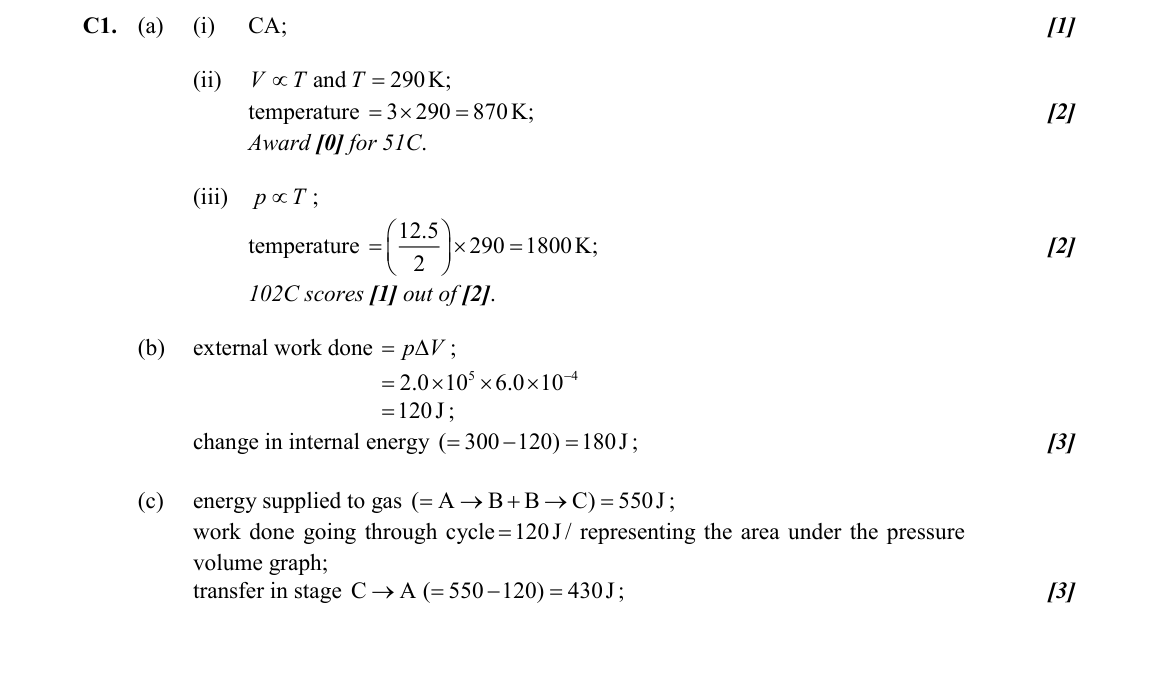 C1. (a) (i) CA; [1]
(ii) V ∝ T and T = 290 K;
temperature = 3 × 290 = 870 K; [2]
Award [0] for 51C.
(iii) p ∝ T ;
temperature = (12.5/2) × 290 = 1800 K; [2]
102C scores [1] out of [2].
(b) external work done = pΔV ;
= 2.0×10⁵ × 6.0×10⁻⁴
= 120 J ;
change in internal energy (= 300 − 120) = 180 J ; [3]
(c) energy supplied to gas (= A → B + B → C) = 550 J ;
work done going through cycle = 120 J / representing the area under the pressure
volume graph;
transfer in stage C → A (= 550 − 120) = 430 J ; [3]